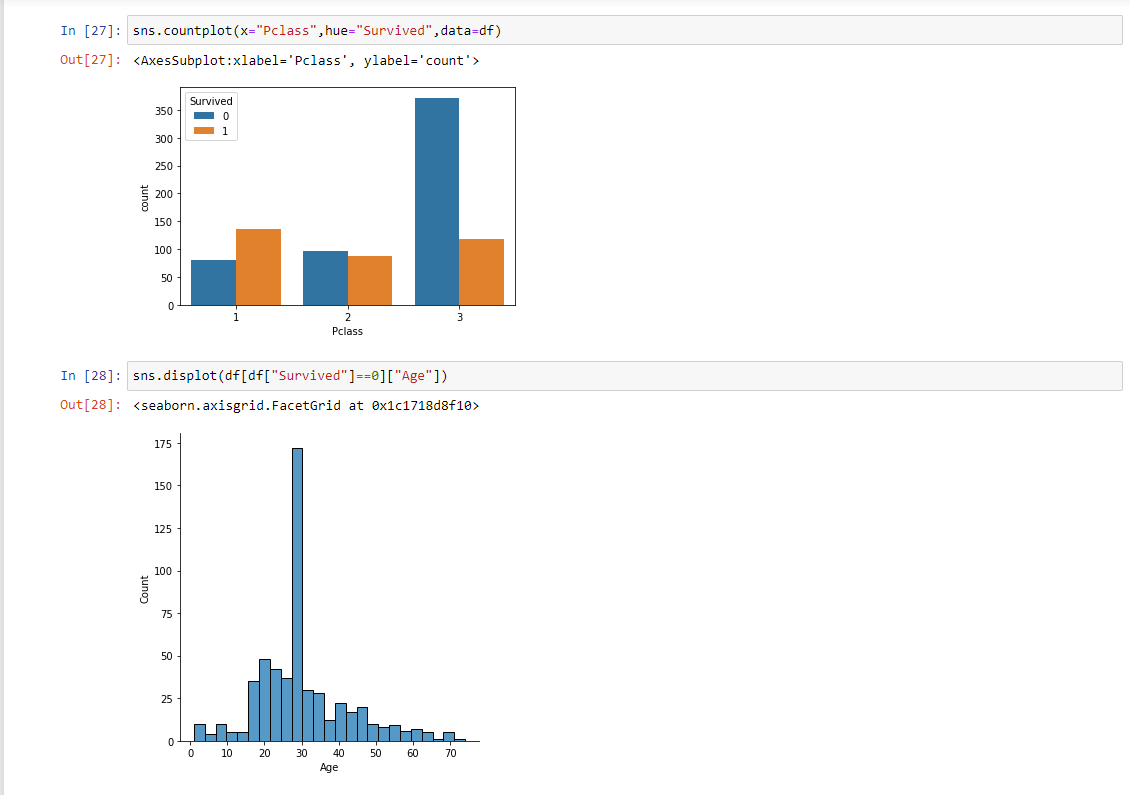 In [27]: sns.countplot(x="Pclass",hue="Survived",data=df)
Out[27]: <AxesSubplot:xlabel='Pclass', ylabel='count'>
Survived
0
1
350
300
250
200
150
100
50
0
count
1 2 3
Pclass
In [28]: sns.displot(df[df["Survived"]==0]["Age"])
Out[28]: <seaborn.axisgrid.FacetGrid at 0x1c1718d8f10>
175
150
125
100
75
50
25
0
Count
0 10 20 30 40 50 60 70
Age